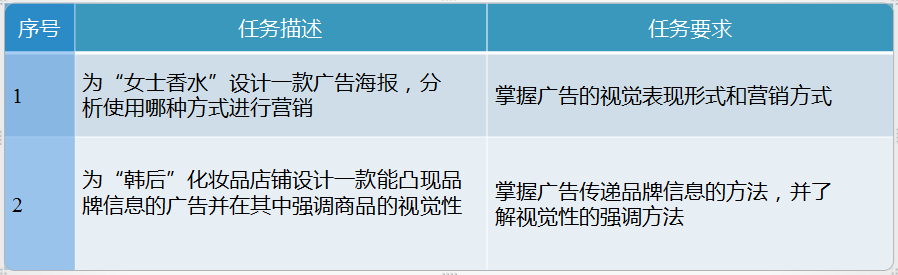 序号 任务描述 任务要求
1
为“女士香水”设计一款广告海报，分
析使用哪种方式进行营销
掌握广告的视觉表现形式和营销方式
2
为“韩后”化妆品店铺设计一款能凸现品
牌信息的广告并在其中强调商品的视觉性
掌握广告传递品牌信息的方法，并了
解视觉性的强调方法